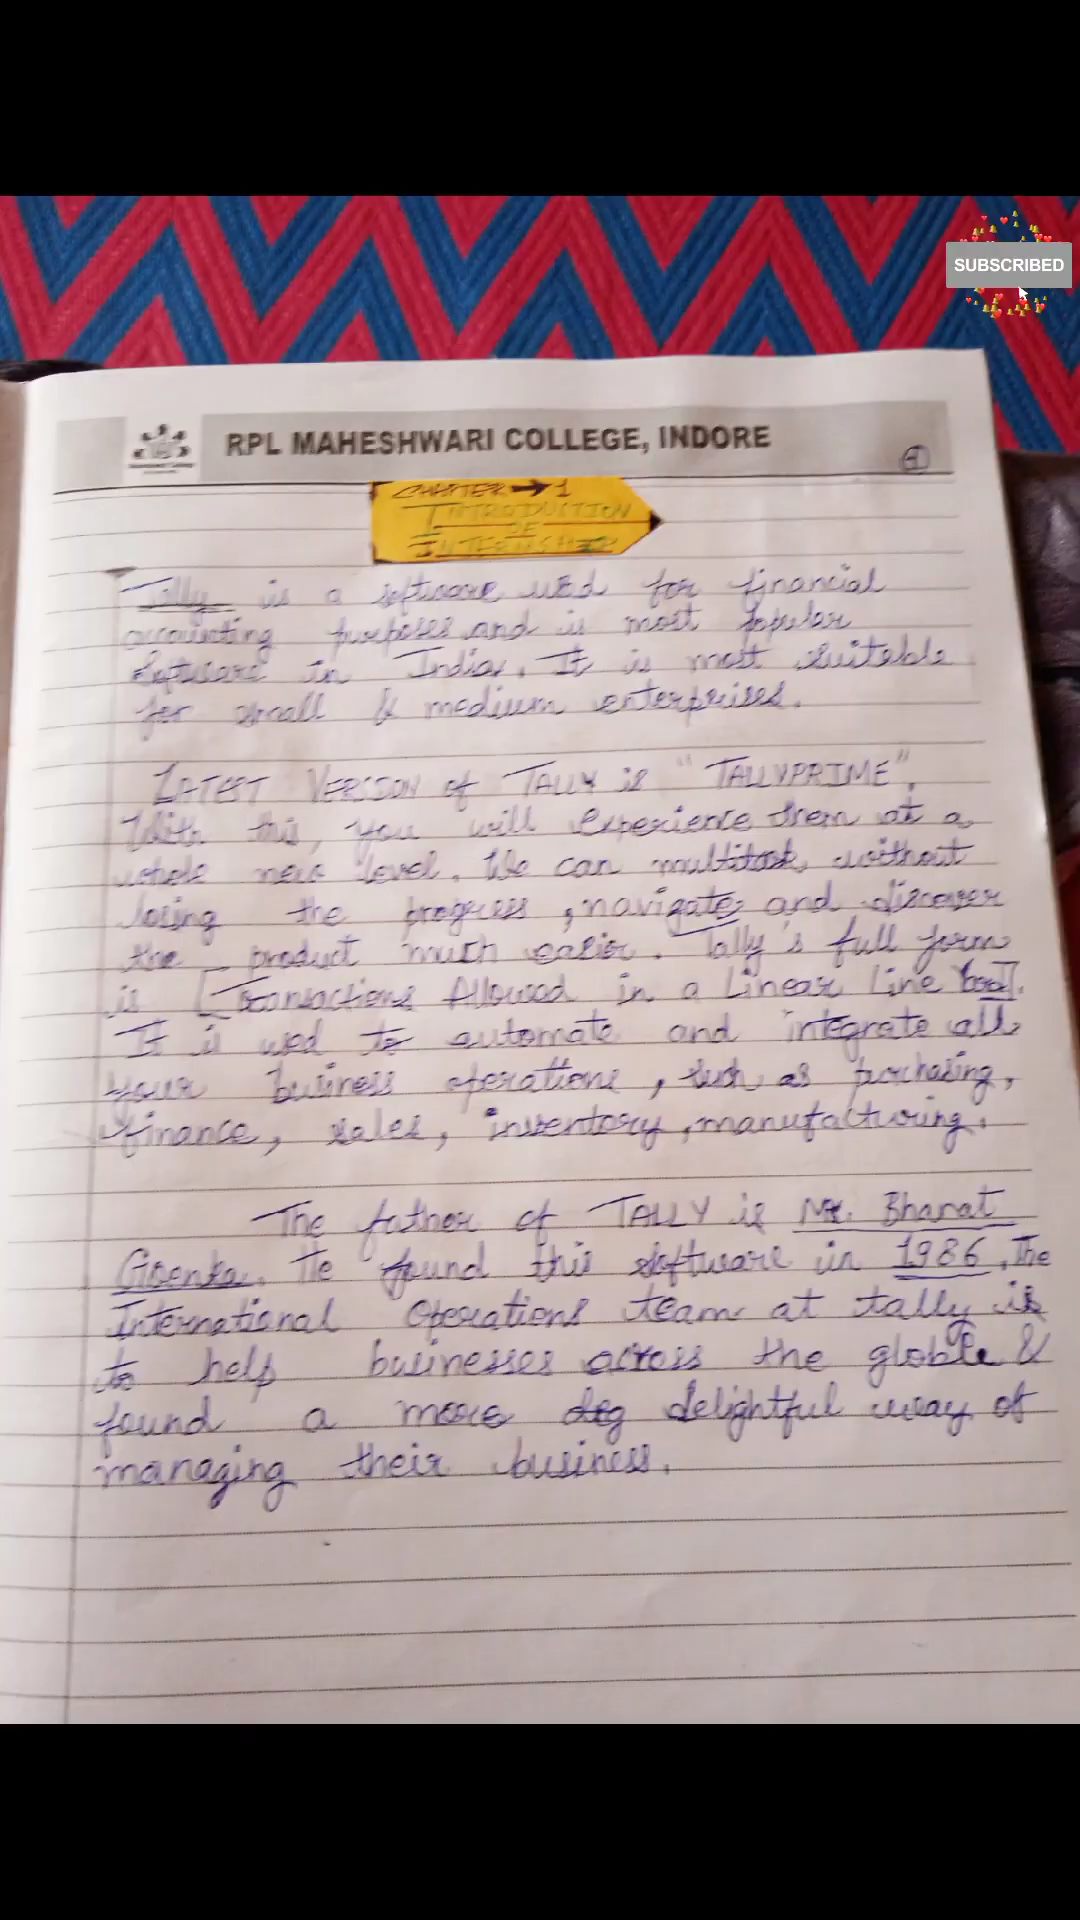 SUBSCRIBED
RPL MAHESHWARI COLLEGE, INDORE
1
CHAPTER → 1
INTRODUCTION
OF
INTERNSHIP
Tally is a software used for financial
accounting purposes and is most popular
software in India. It is most suitable
for small & medium enterprises.
LATEST VERSION of TALLY is "TALLYPRIME".
With this, you will experience them at a
whole new level. We can multitask without
losing the progress, navigate and discover
the product much easier. Tally's full form
is [Transactions Allowed in a Linear Line
It is used to automate and integrate all
your business operations, such as purchasing,
finance, sales, inventory, manufacturing.
The father of TALLY is Mr. Bharat
Goenka. He found this software in 1986. The
International Operations team at tally is
to help businesses across the globle &
found a more delightful way of
managing their business.